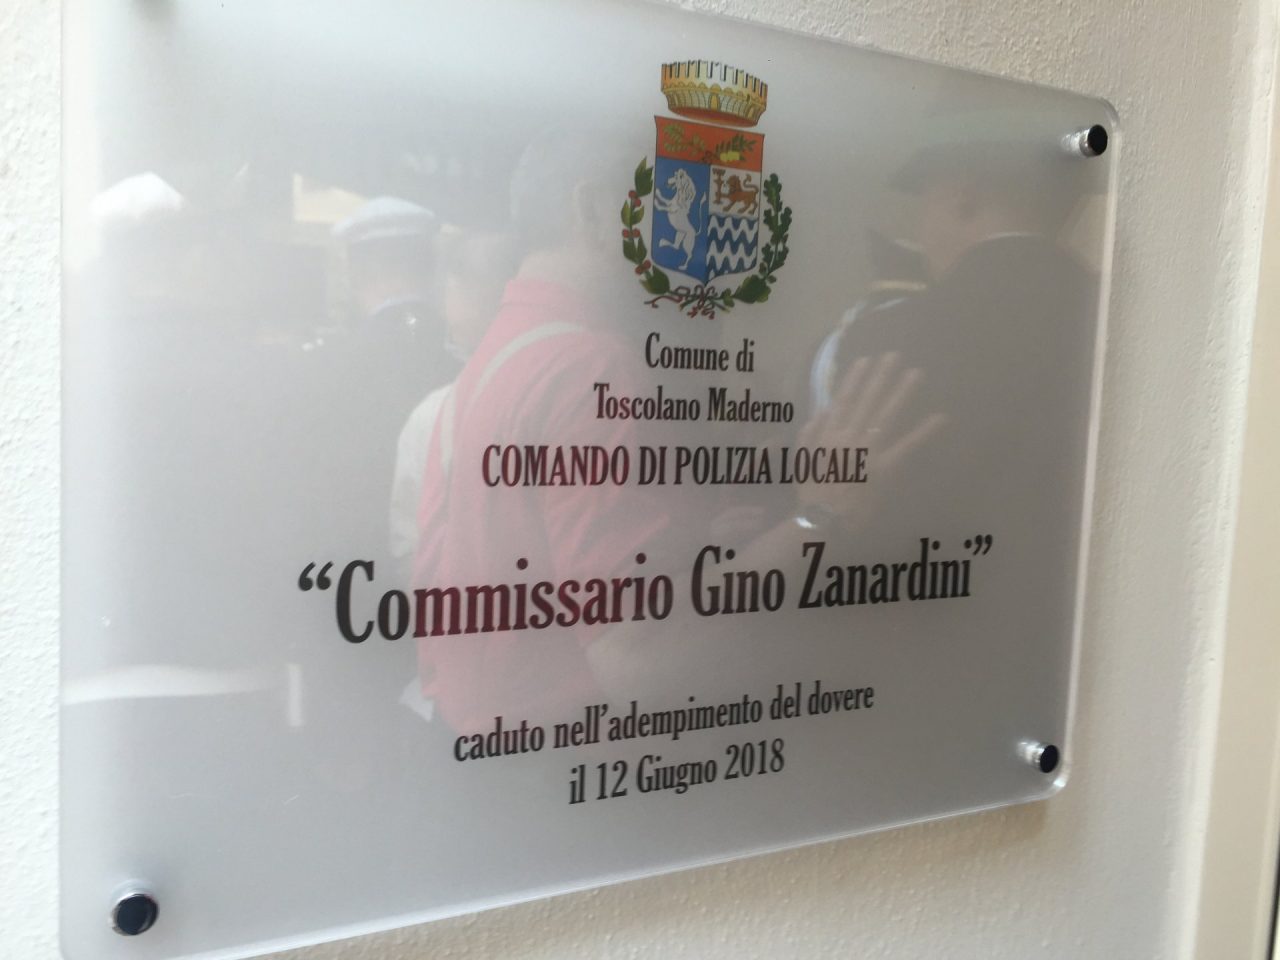 Comune di
Toscolano Maderno
COMANDO DI POLIZIA LOCALE
“Commissario Gino Zanardini”
caduto nell’adempimento del dovere
il 12 Giugno 2018